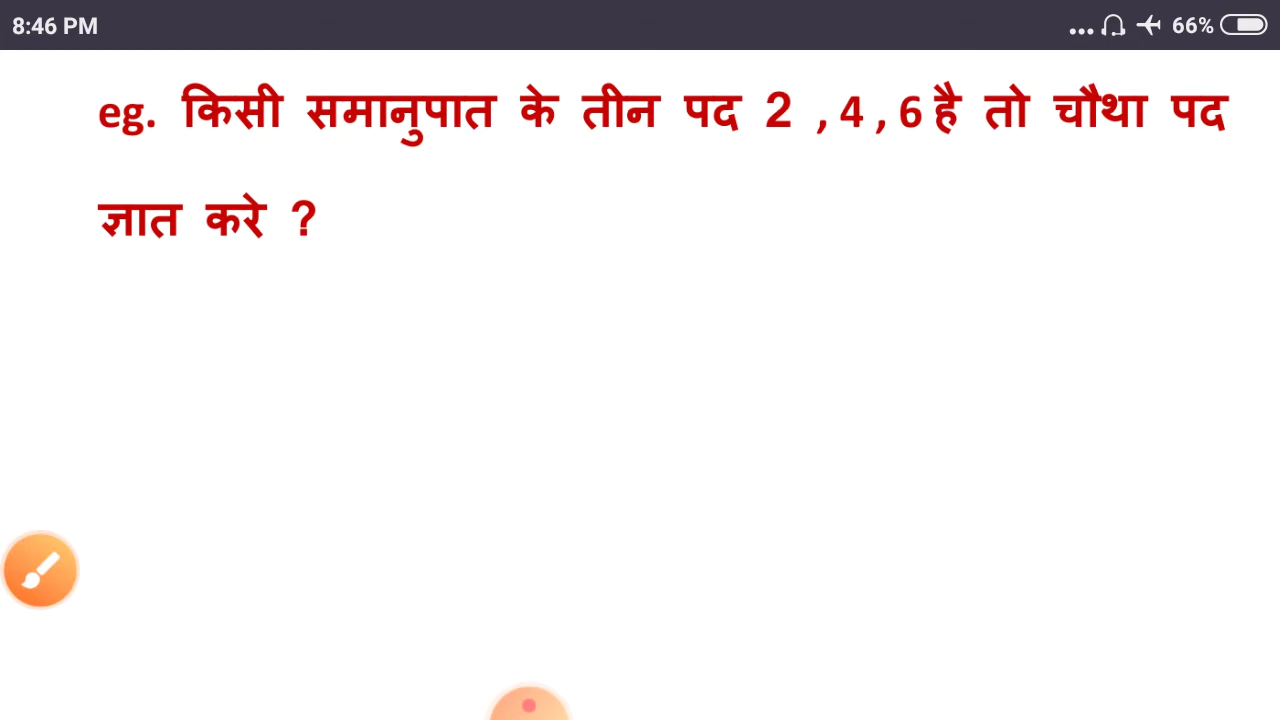 8:46 PM 66%
eg. किसी समानुपात के तीन पद 2 , 4 , 6 है तो चौथा पद
ज्ञात करे ?